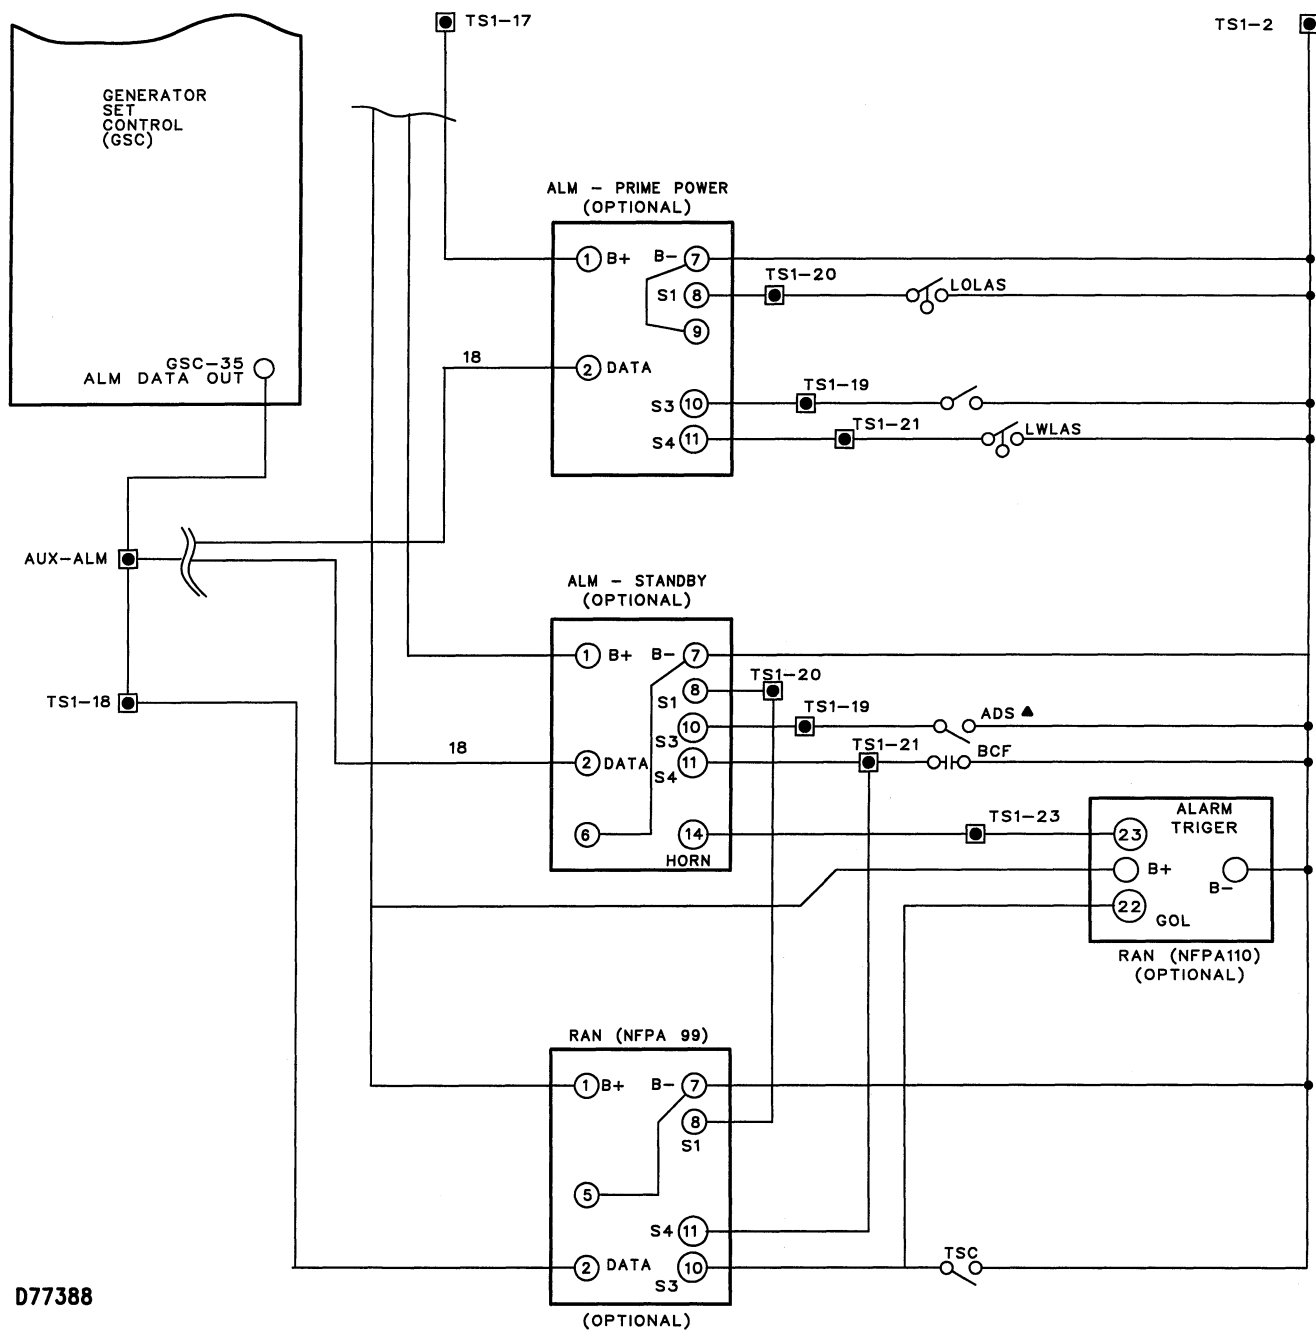 TS1-17
TS1-2
GENERATOR
SET
CONTROL
(GSC)
GSC-35
ALM DATA OUT
ALM - PRIME POWER
(OPTIONAL)
1 B+
B- 7
S1 8
9
2 DATA
S3 10
S4 11
18
TS1-20
LOLAS
TS1-19
TS1-21
LWLAS
AUX-ALM
TS1-18
ALM - STANDBY
(OPTIONAL)
1 B+
B- 7
8
S1
10
S3
2 DATA
11
S4
6
14
HORN
18
TS1-20
TS1-19
ADS ▲
TS1-21
BCF
TS1-23
ALARM
TRIGER
23
B+
B-
22
GOL
RAN (NFPA110)
(OPTIONAL)
RAN (NFPA 99)
1 B+
B- 7
8
S1
5
S4 11
2 DATA
10
S3
(OPTIONAL)
TSC
D77388